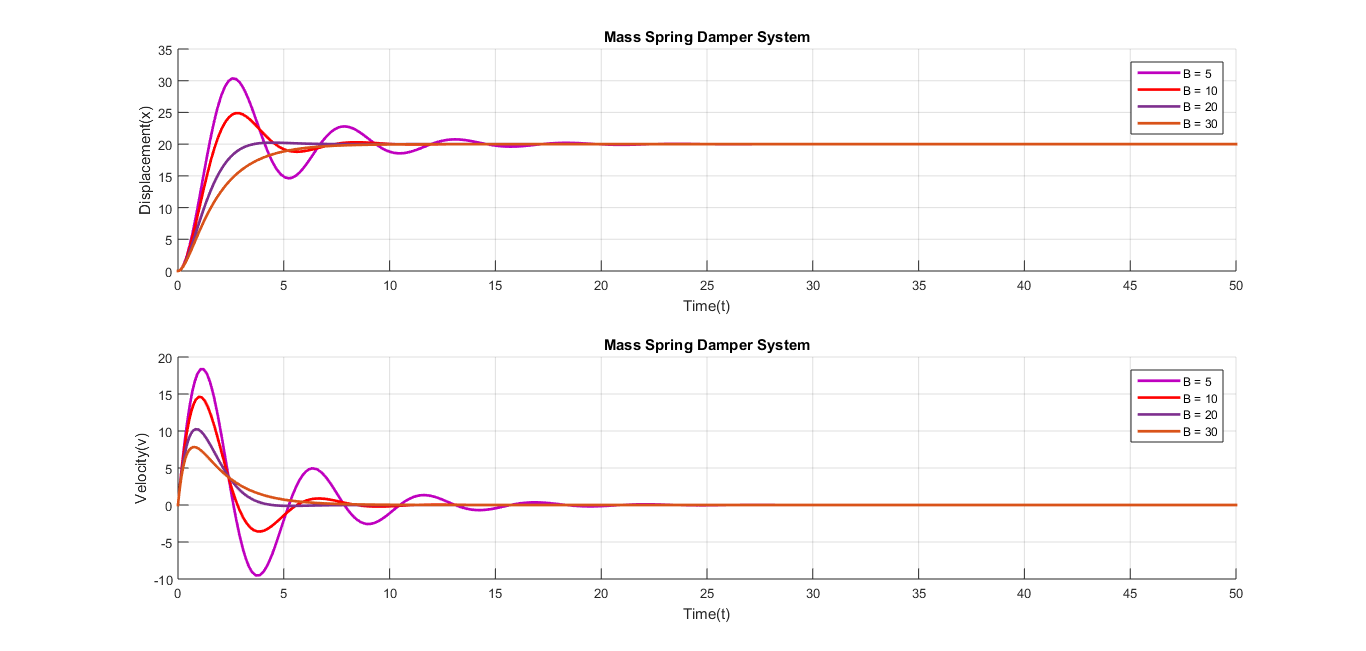 Mass Spring Damper System
35
30
25
20
15
10
5
0
Displacement(x)
B = 5
B = 10
B = 20
B = 30
0 5 10 15 20 25 30 35 40 45 50
Time(t)
Mass Spring Damper System
20
15
10
5
0
-5
-10
Velocity(v)
B = 5
B = 10
B = 20
B = 30
0 5 10 15 20 25 30 35 40 45 50
Time(t)